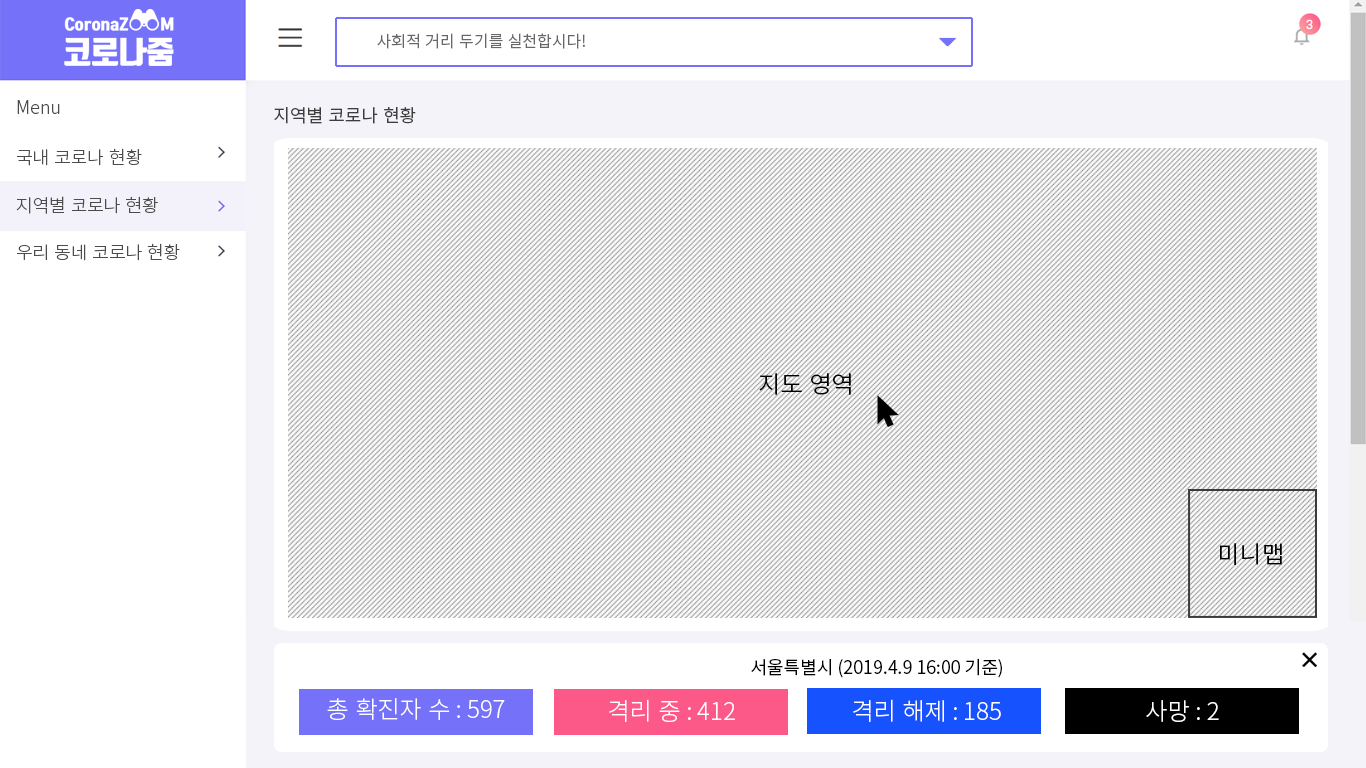 CoronaZOOM
코로나줌
사회적 거리 두기를 실천합시다!
3
Menu
국내 코로나 현황
지역별 코로나 현황
우리 동네 코로나 현황
지역별 코로나 현황
지도 영역
미니맵
서울특별시 (2019.4.9 16:00 기준)
총 확진자 수 : 597
격리 중 : 412
격리 해제 : 185
사망 : 2